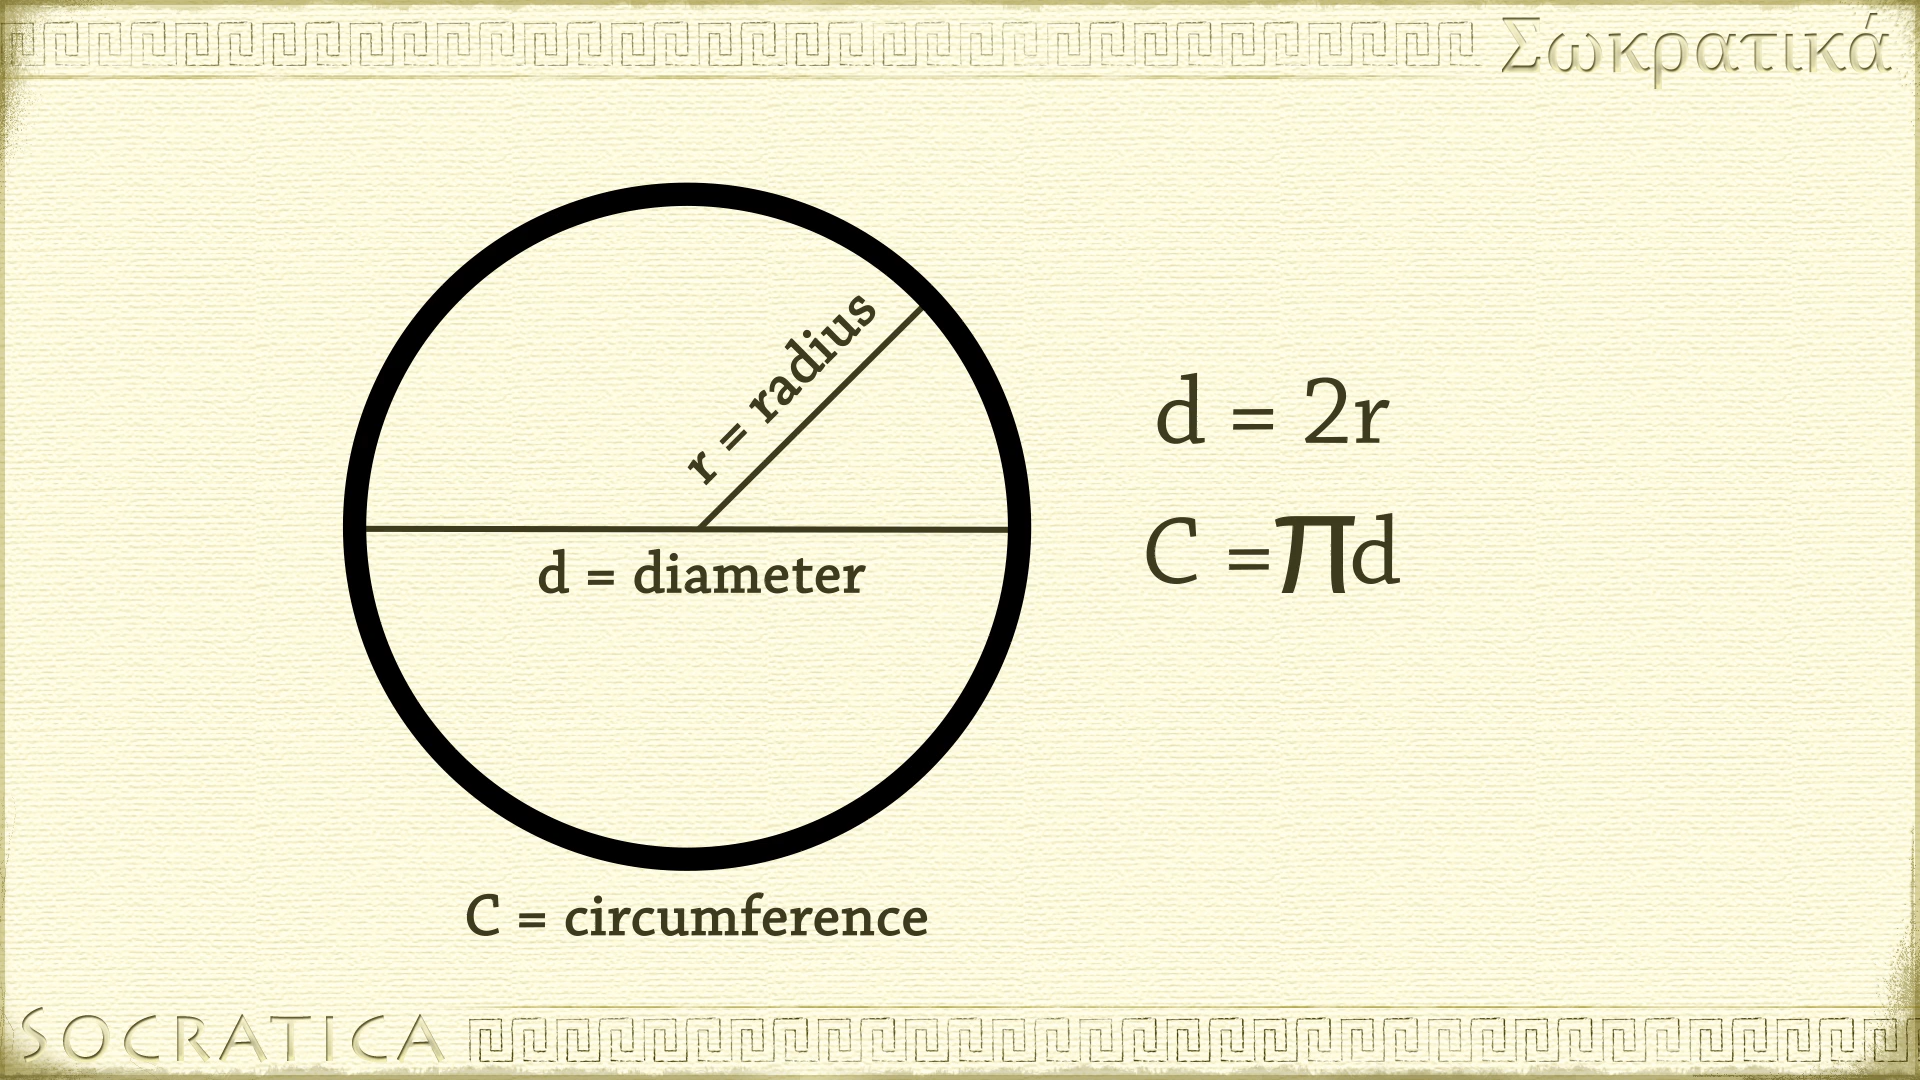 Σωκρατικά
r = radius
d = diameter
C = circumference
d = 2r
C =πd
SOCRATICA